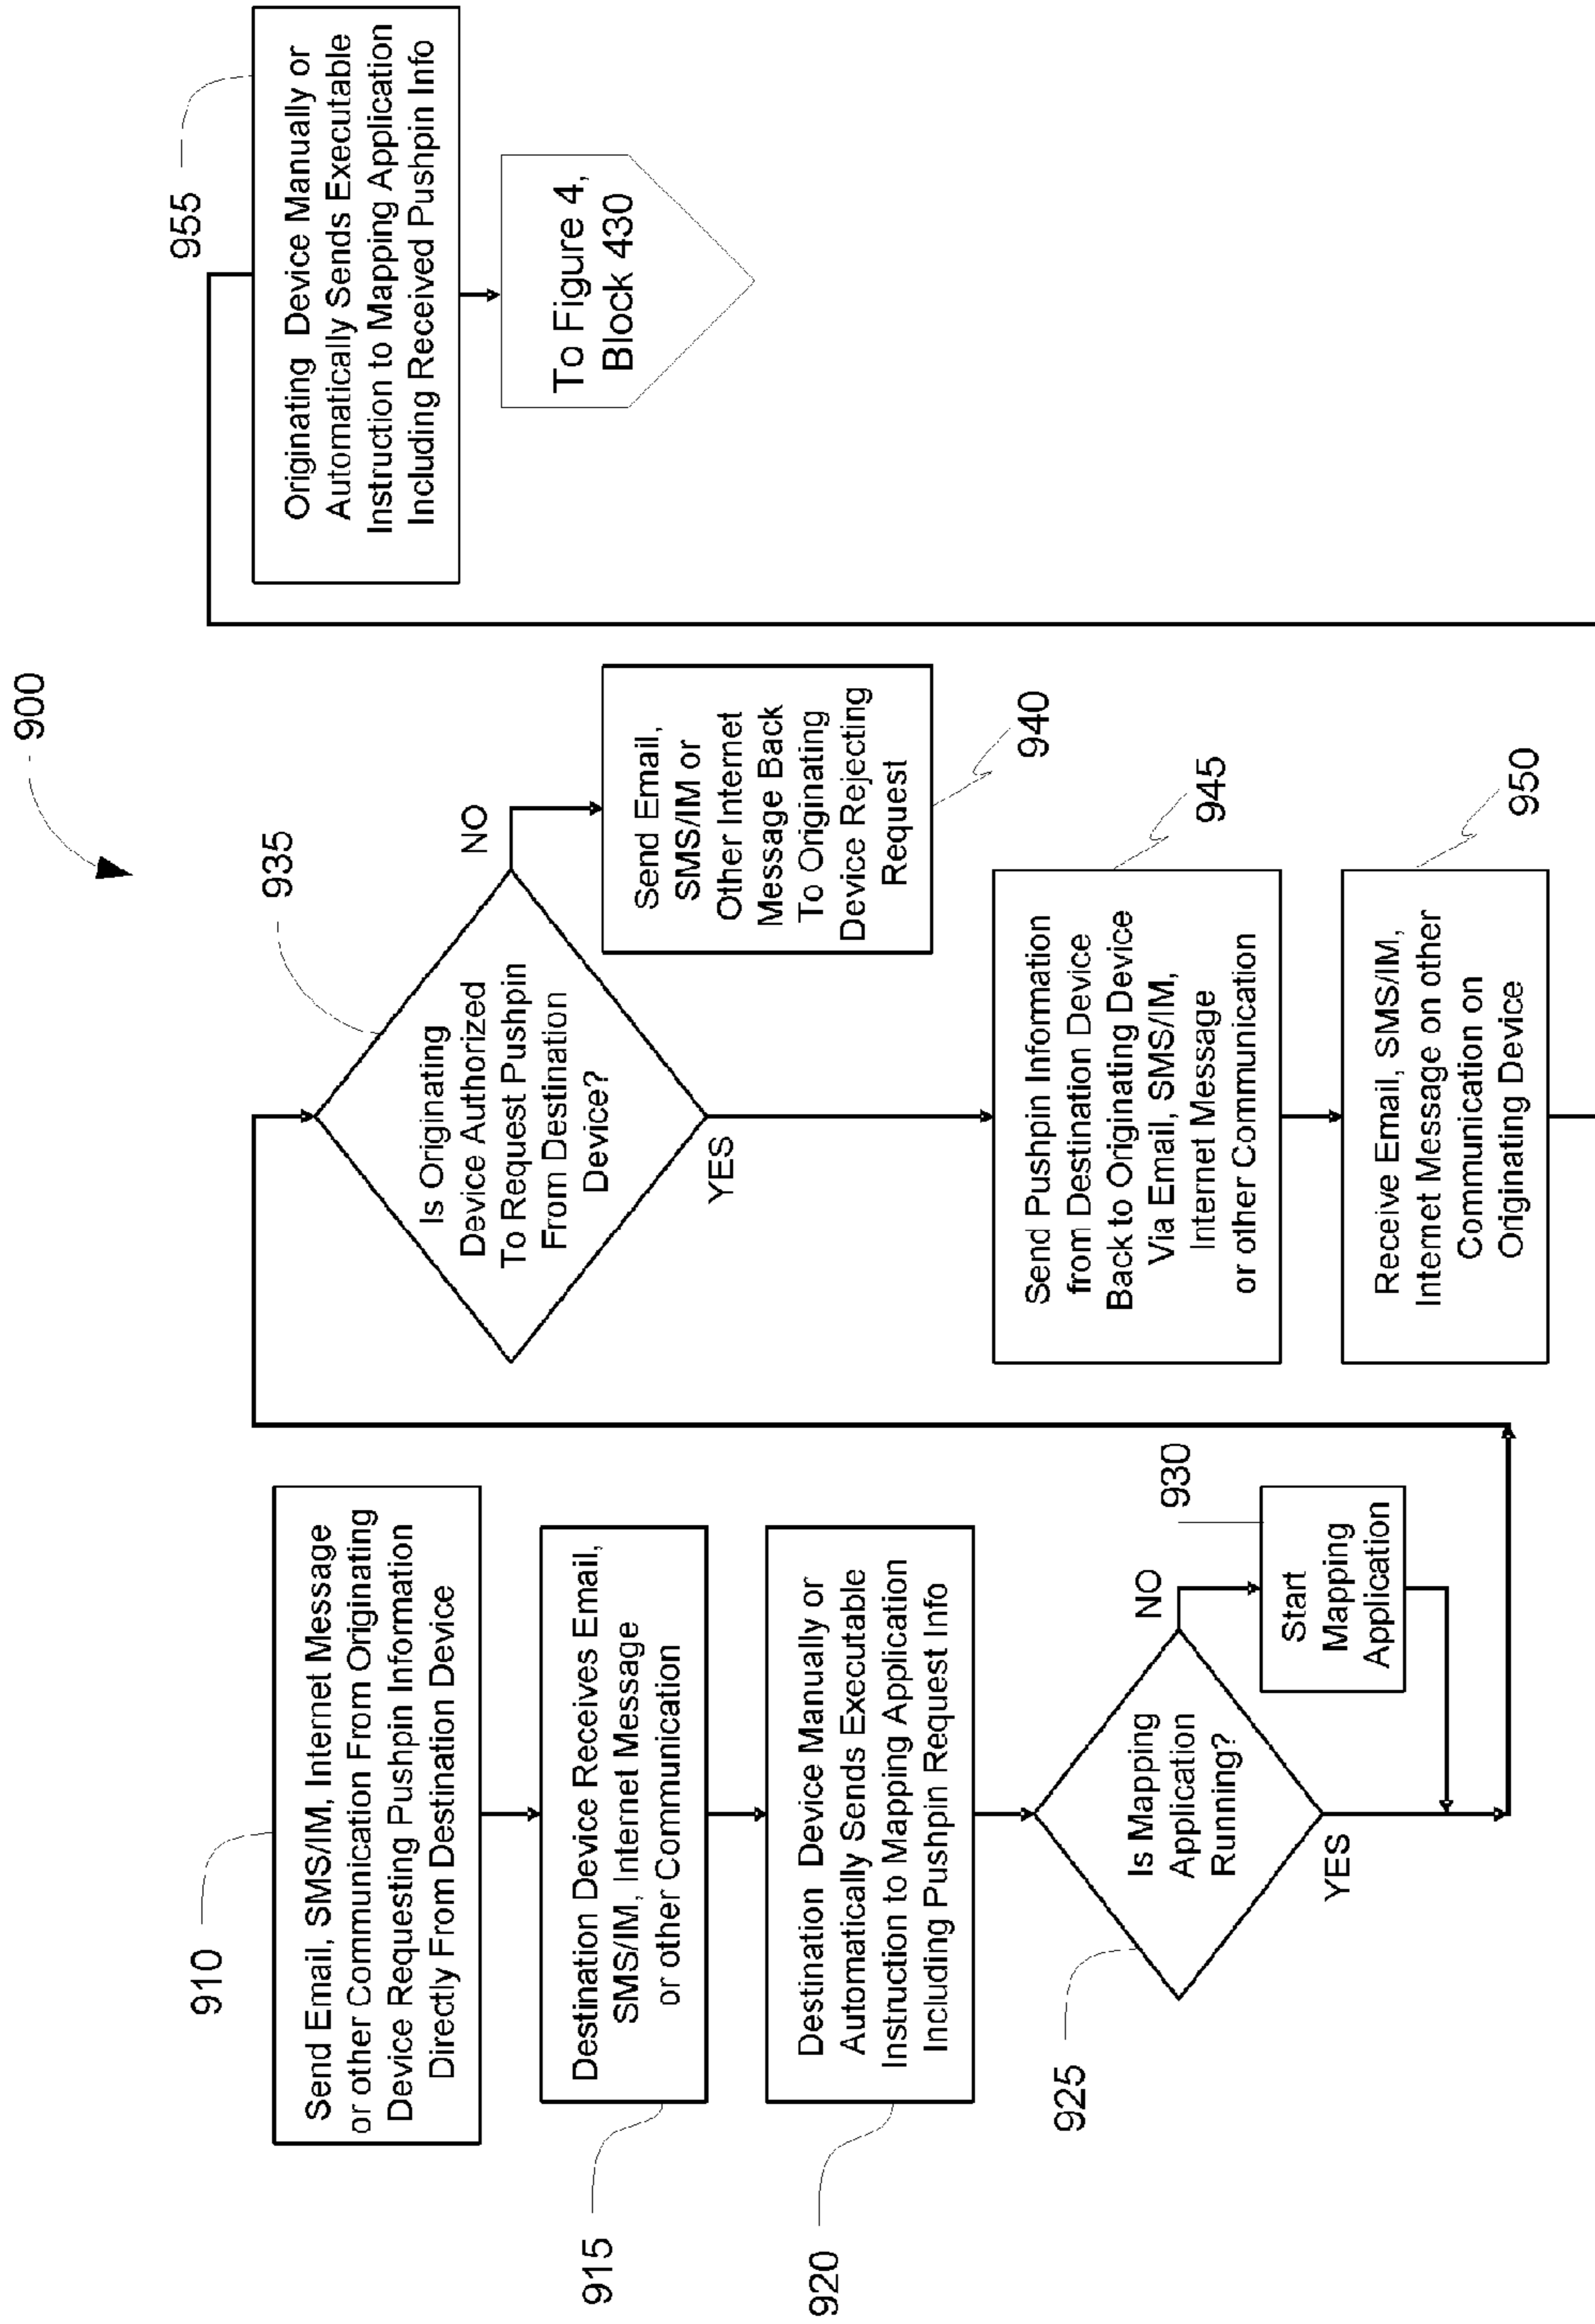 900
910
Send Email, SMS/IM, Internet Message
or other Communication From Originating
Device Requesting Pushpin Information
Directly From Destination Device
915
Destination Device Receives Email,
SMS/IM, Internet Message
or other Communication
920
Destination Device Manually or
Automatically Sends Executable
Instruction to Mapping Application
Including Pushpin Request Info
925
Is Mapping
Application
Running?
NO
YES
930
Start
Mapping
Application
935
Is Originating
Device Authorized
To Request Pushpin
From Destination
Device?
NO
YES
Send Email,
SMS/IM or
Other Internet
Message Back
To Originating
Device Rejecting
Request
940
Send Pushpin Information
from Destination Device
Back to Originating Device
Via Email, SMS/IM,
Internet Message
or other Communication
945
Receive Email, SMS/IM,
Internet Message on other
Communication on
Originating Device
950
955
Originating Device Manually or
Automatically Sends Executable
Instruction to Mapping Application
Including Received Pushpin Info
To Figure 4,
Block 430